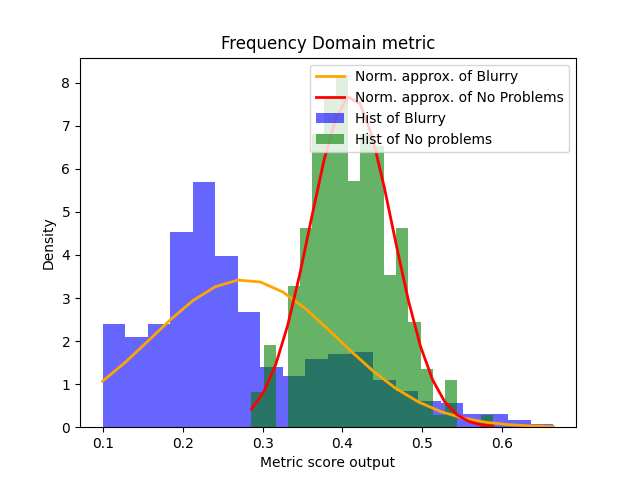 Frequency Domain metric
Norm. approx. of Blurry
Norm. approx. of No Problems
Hist of Blurry
Hist of No problems
Density
8
7
6
5
4
3
2
1
0
0.1 0.2 0.3 0.4 0.5 0.6
Metric score output